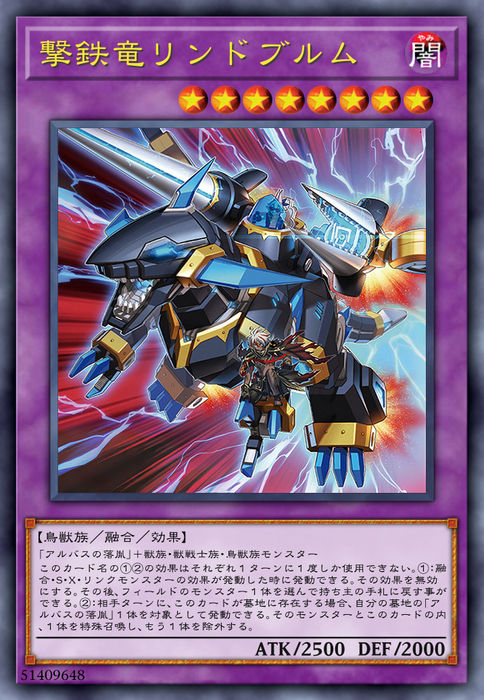 撃鉄竜リンドブルム
やみ
闇
【鳥獣族／融合／効果】
「アルバスの落胤」＋獣族・獣戦士族・鳥獣族モンスター
このカード名の①②の効果はそれぞれ１ターンに１度しか使用できない。①：融
合・S・X・リンクモンスターの効果が発動した時に発動できる。その効果を無効
にする。その後、フィールドのモンスター１体を選んで持ち主の手札に戻す事が
できる。②：相手ターンに、このカードが墓地に存在する場合、自分の墓地の「ア
ルバスの落胤」１体を対象として発動できる。そのモンスターとこのカードの内、
１体を特殊召喚し、もう１体を除外する。
ATK/2500 DEF/2000
51409648